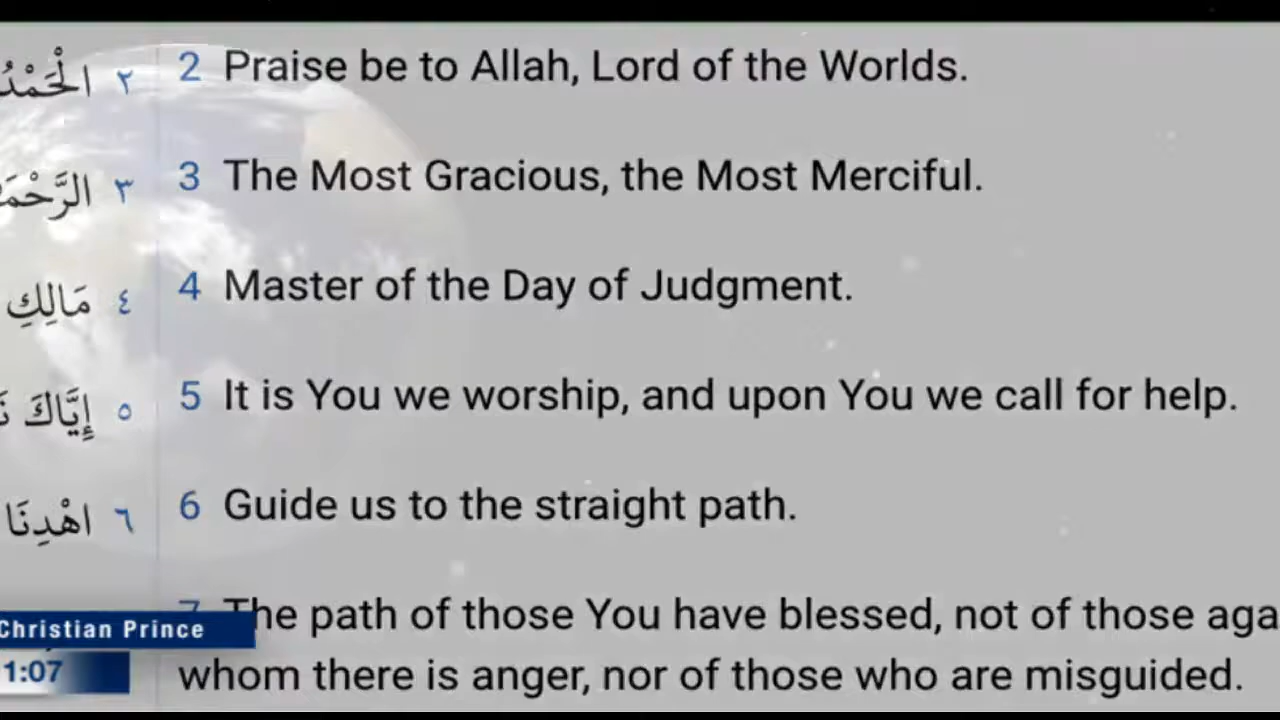 الْحَمْدُ ٢ 2 Praise be to Allah, Lord of the Worlds.
٣ 3 The Most Gracious, the Most Merciful.
مَالِكِ ٤ 4 Master of the Day of Judgment.
إِيَّاكَ ٥ 5 It is You we worship, and upon You we call for help.
اهْدِنَا ٦ 6 Guide us to the straight path.
7 The path of those You have blessed, not of those aga
Christian Prince
1:07
whom there is anger, nor of those who are misguided.